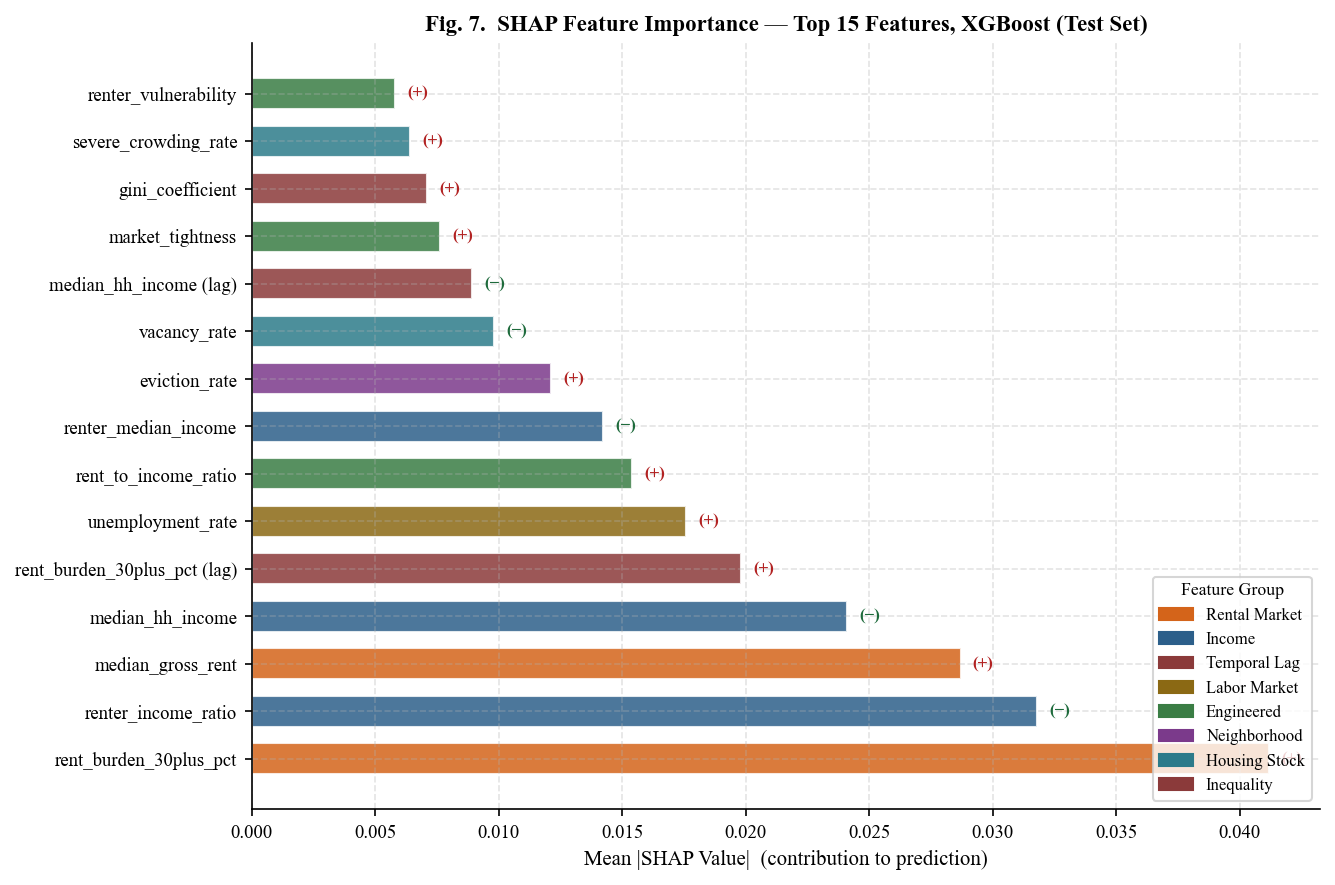 Fig. 7.  SHAP Feature Importance — Top 15 Features, XGBoost (Test Set)
renter_vulnerability (+)
severe_crowding_rate (+)
gini_coefficient (+)
market_tightness (+)
median_hh_income (lag) (−)
vacancy_rate (−)
eviction_rate (+)
renter_median_income (−)
rent_to_income_ratio (+)
unemployment_rate (+)
rent_burden_30plus_pct (lag) (+)
median_hh_income (−)
median_gross_rent (+)
renter_income_ratio (−)
rent_burden_30plus_pct
Feature Group
Rental Market
Income
Temporal Lag
Labor Market
Engineered
Neighborhood
Housing Stock
Inequality
0.000 0.005 0.010 0.015 0.020 0.025 0.030 0.035 0.040
Mean |SHAP Value|  (contribution to prediction)